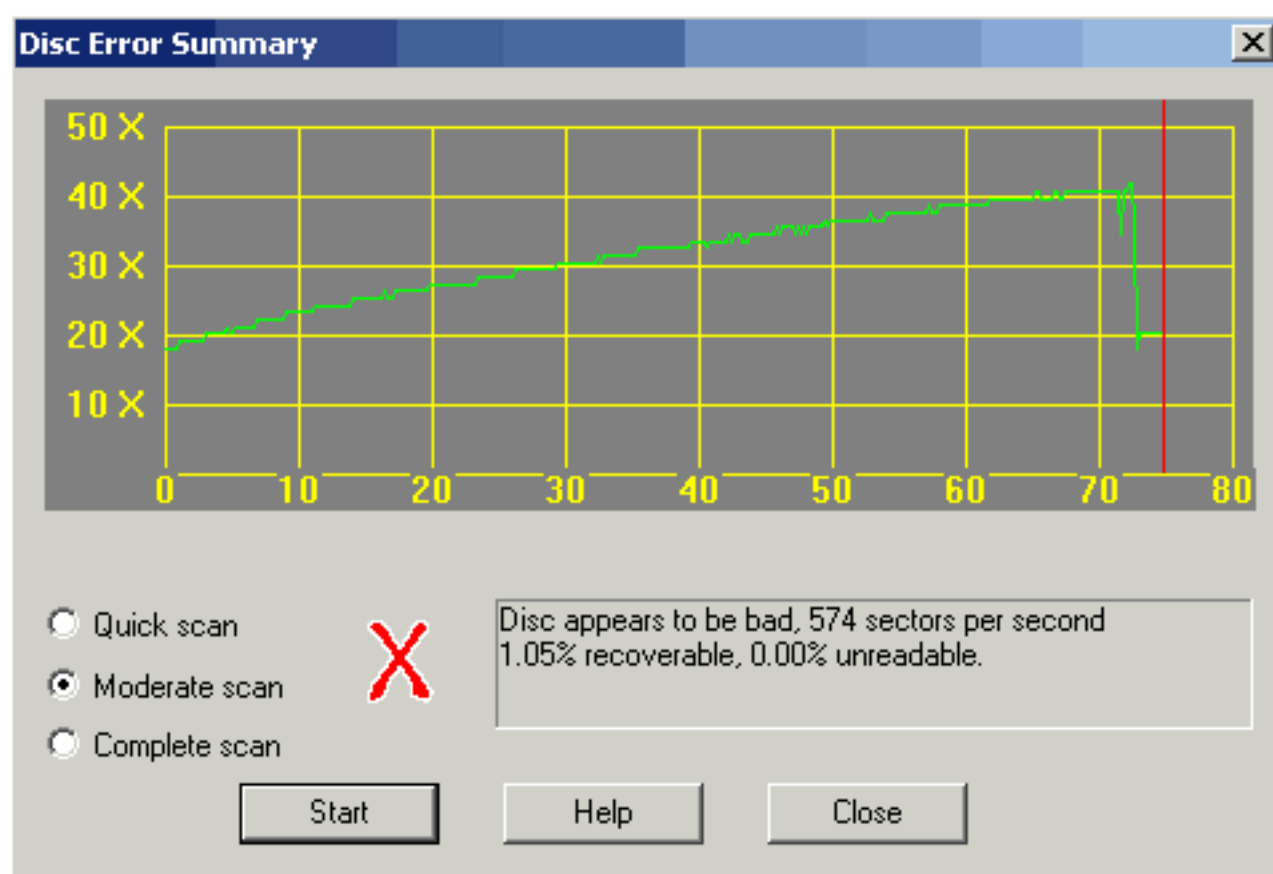 Disc Error Summary
50 X
40 X
30 X
20 X
10 X
0 10 20 30 40 50 60 70 80
Quick scan
Moderate scan
Complete scan
Disc appears to be bad, 574 sectors per second
1.05% recoverable, 0.00% unreadable.
Start Help Close